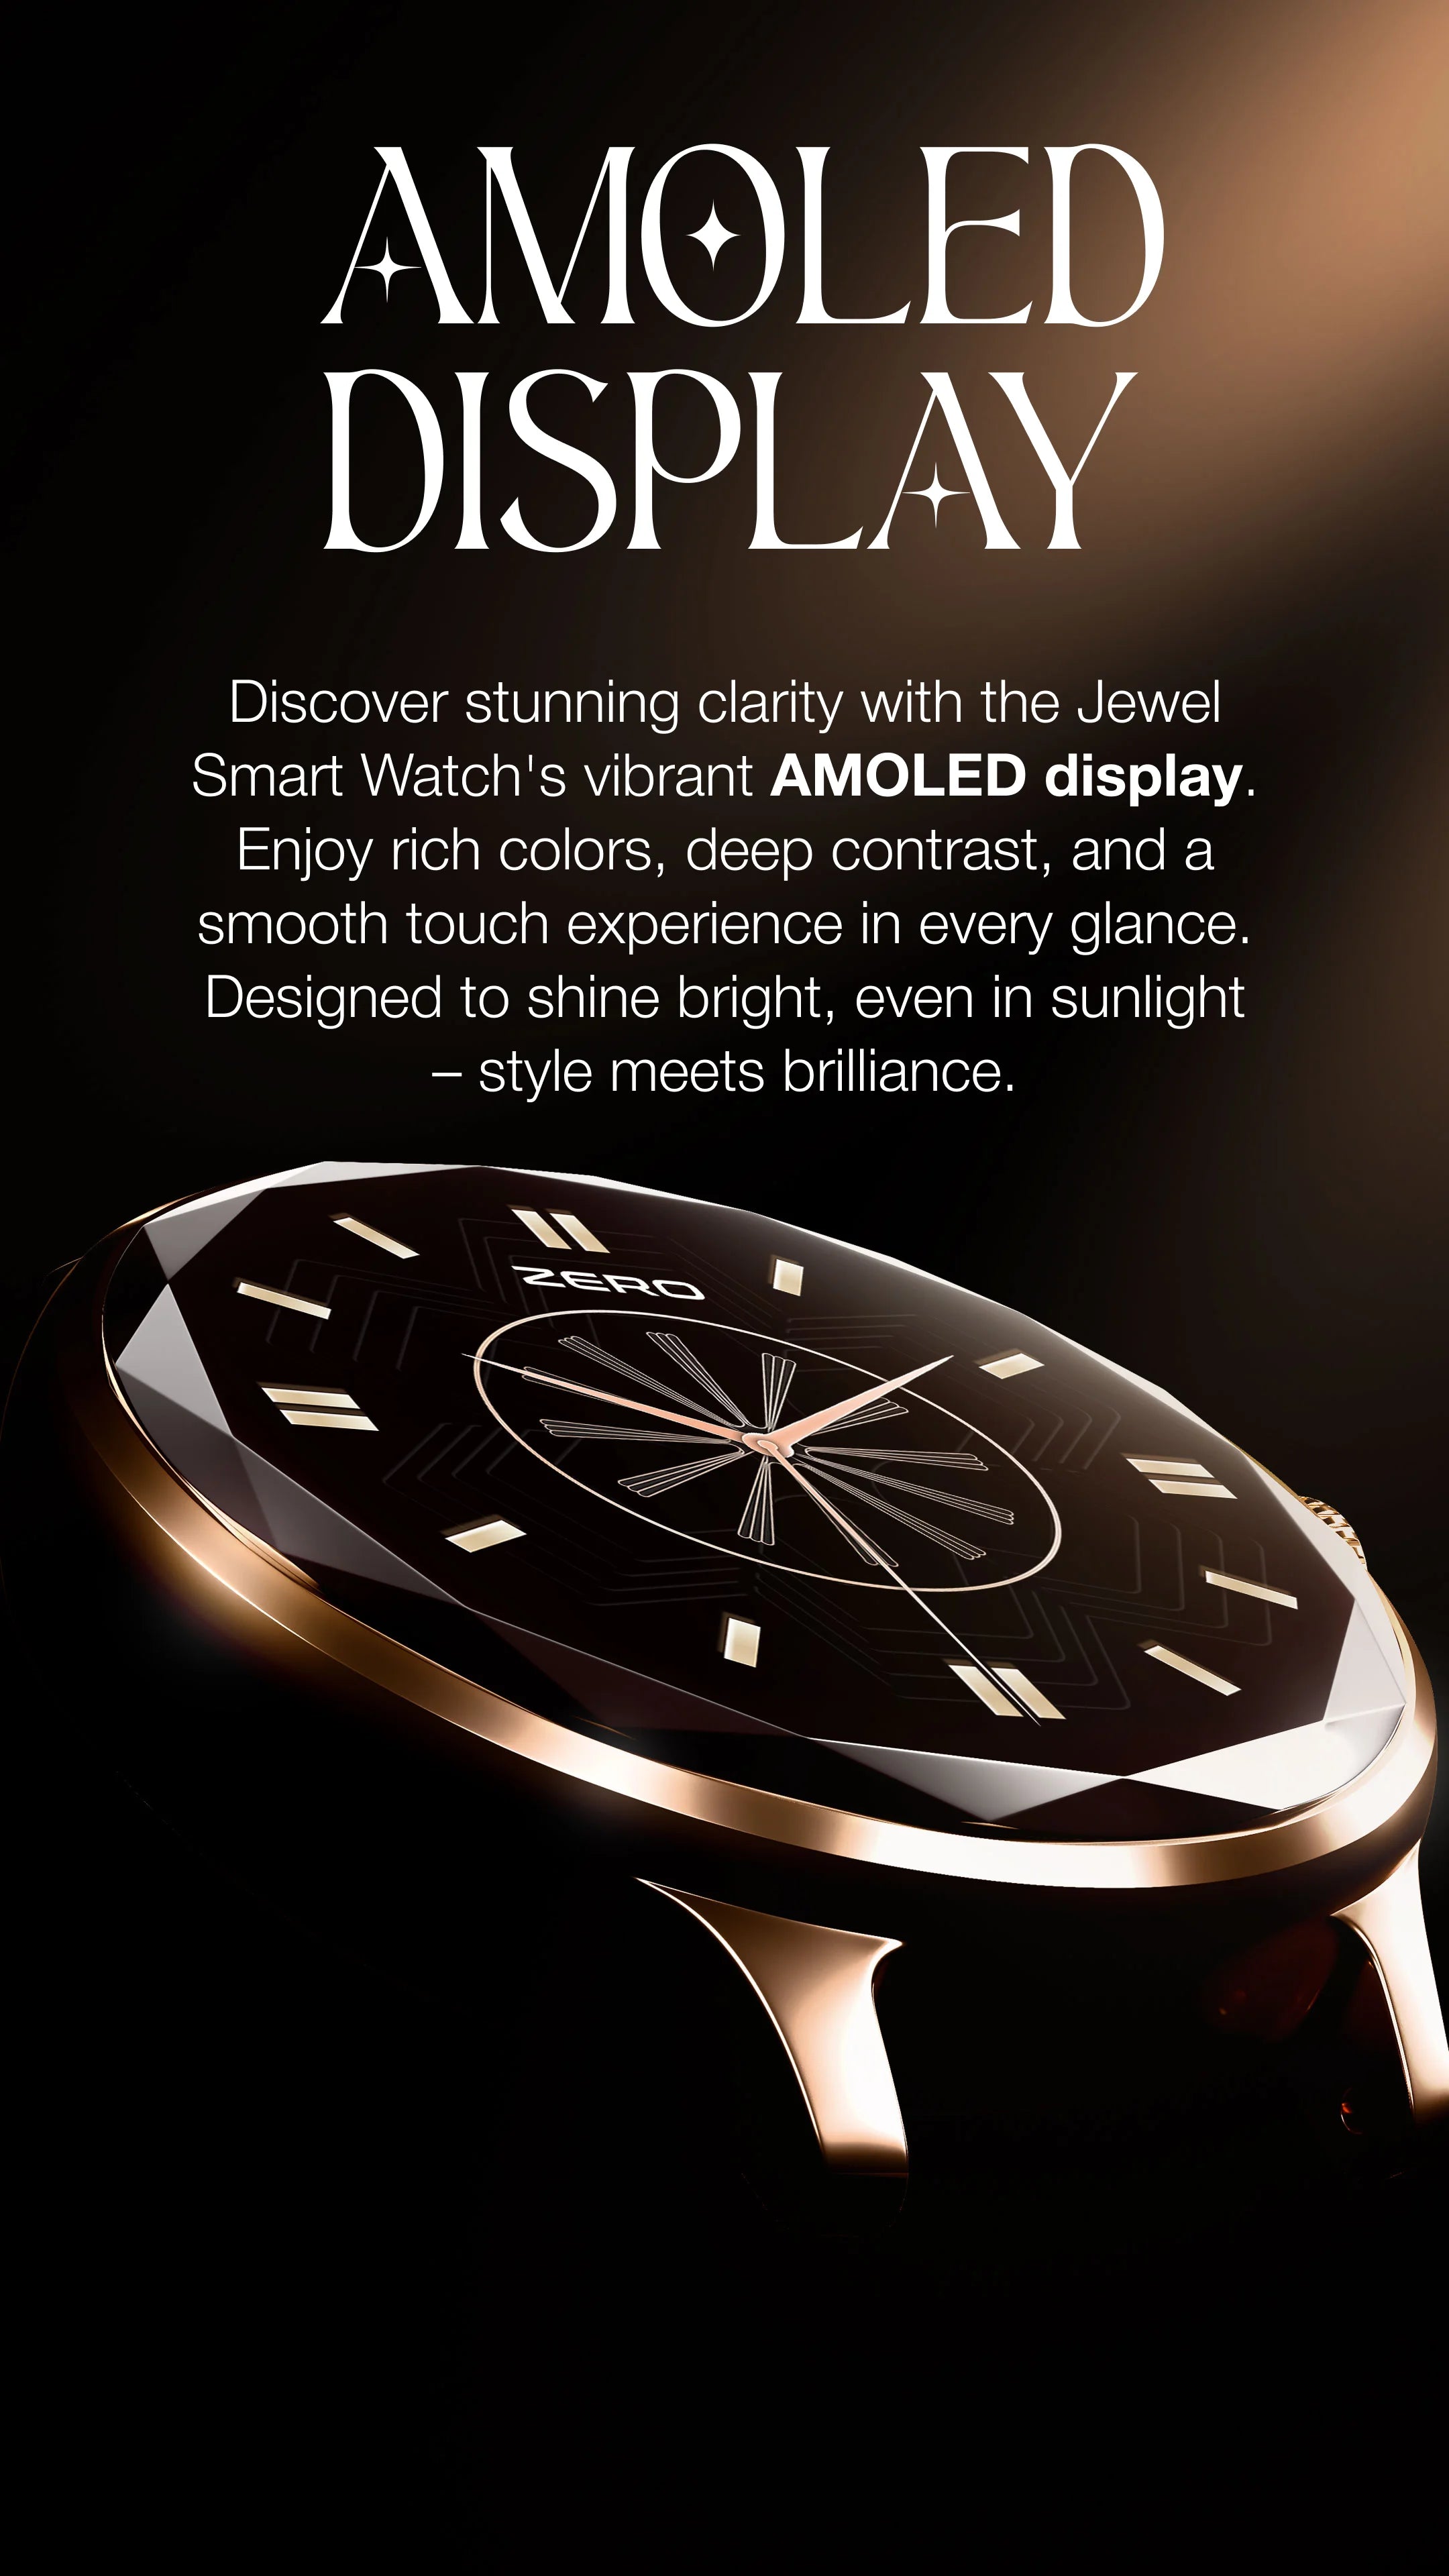 AMOLED
DISPLAY
Discover stunning clarity with the Jewel
Smart Watch's vibrant AMOLED display.
Enjoy rich colors, deep contrast, and a
smooth touch experience in every glance.
Designed to shine bright, even in sunlight
– style meets brilliance.
ZERO